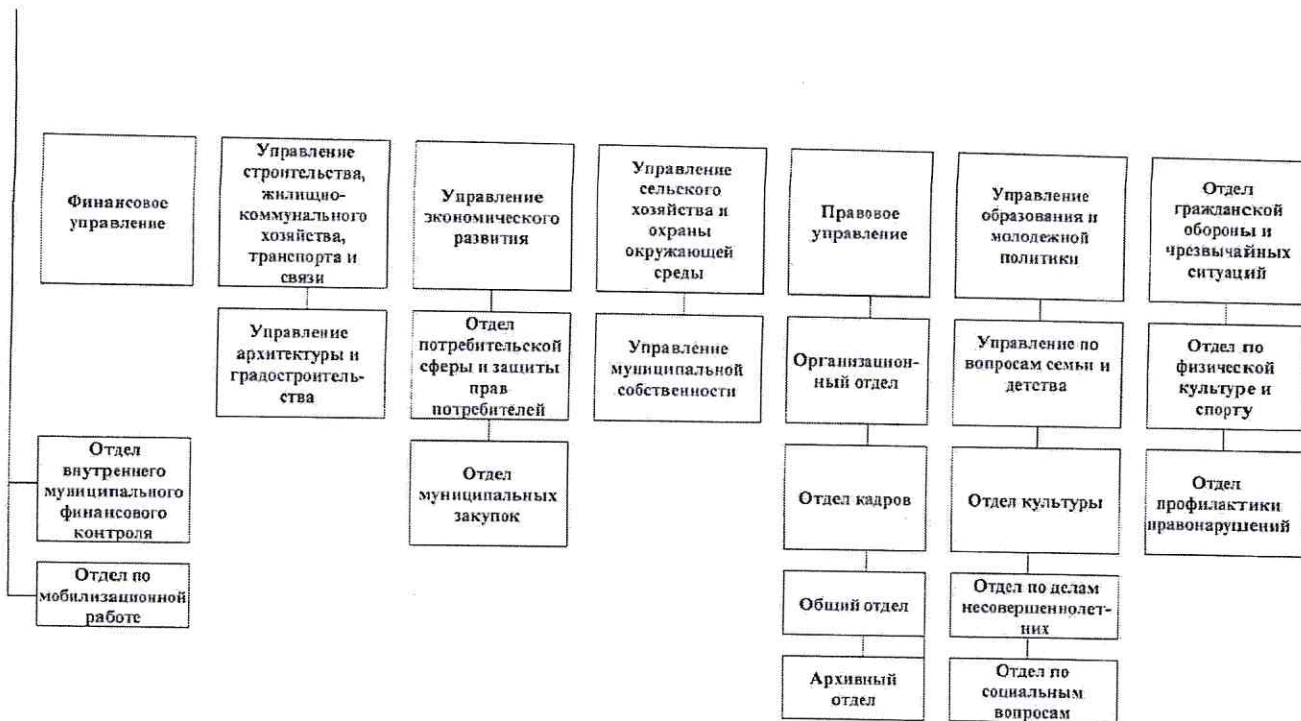 Финансовое
управление
Управление
строительства,
жилищно-
коммунального
хозяйства,
транспорта и
связи
Управление
экономического
развития
Управление
сельского
хозяйства и
охраны
окружающей
среды
Правовое
управление
Управление
образования и
молодежной
политики
Отдел
гражданской
обороны и
чрезвычайных
ситуаций
Управление
архитектуры и
градостроитель-
ства
Отдел
потребительской
сферы и защиты
прав
потребителей
Управление
муниципальной
собственности
Организацион-
ный отдел
Управление по
вопросам семьи и
детства
Отдел по
физической
культуре и
спорту
Отдел
внутреннего
муниципального
финансового
контроля
Отдел
муниципальных
закупок
Отдел кадров
Отдел культуры
Отдел
профилактики
правонарушений
Отдел по
мобилизационной
работе
Общий отдел
Отдел по делам
несовершеннолет-
них
Архивный
отдел
Отдел по
социальным
вопросам